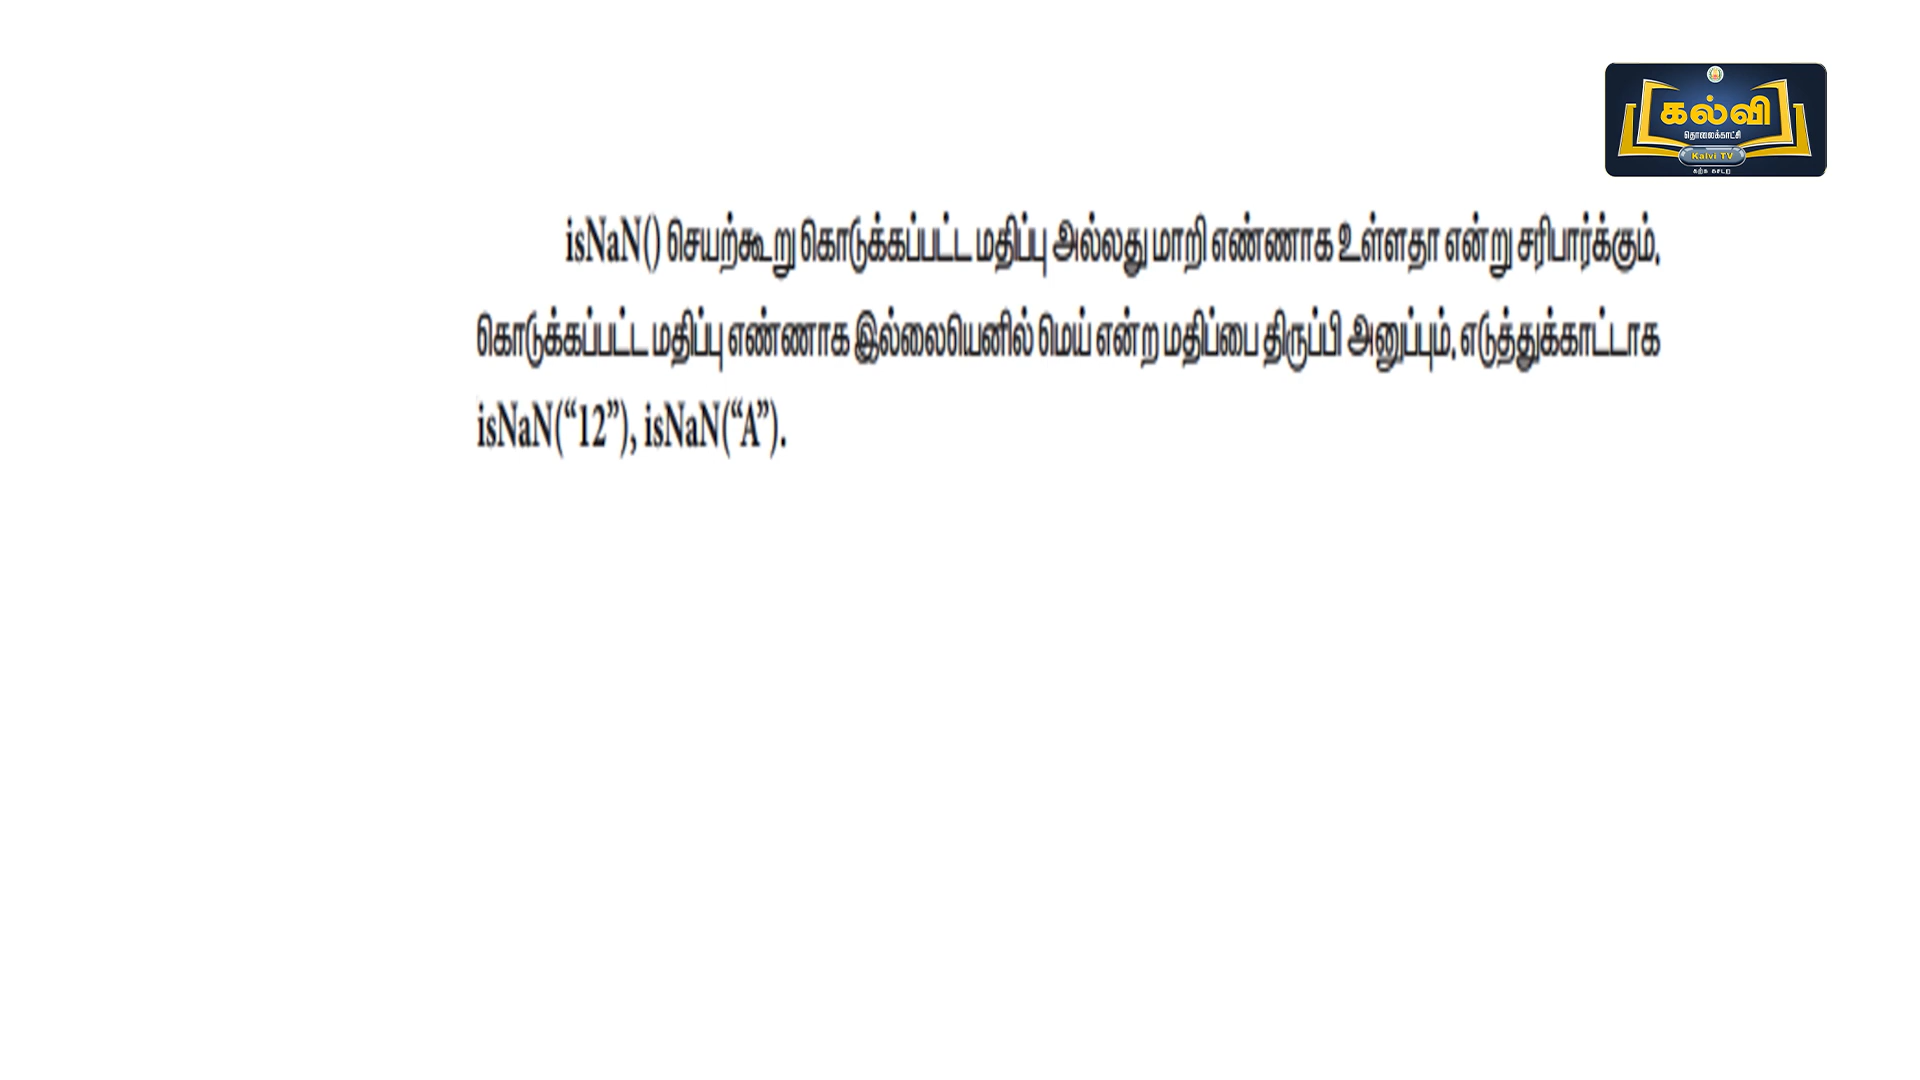 கல்வி
தொலைக்காட்சி
Kalvi TV
கற்க கசடற
isNaN() செயற்கூறு கொடுக்கப்பட்ட மதிப்பு அல்லது மாறி எண்ணாக உள்ளதா என்று சரிபார்க்கும்.
கொடுக்கப்பட்ட மதிப்பு எண்ணாக இல்லையெனில் மெய் என்ற மதிப்பை திருப்பி அனுப்பும். எடுத்துக்காட்டாக
isNaN(“12”), isNaN(“A”).